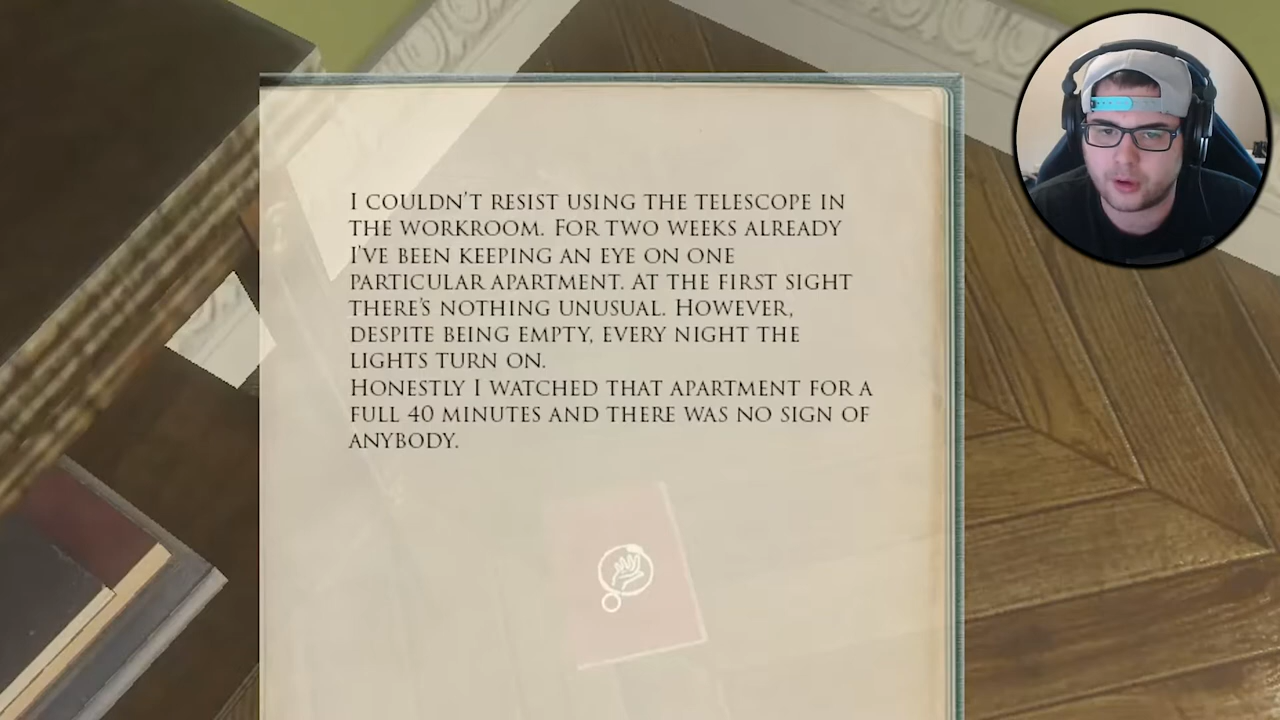 I COULDN'T RESIST USING THE TELESCOPE IN
THE WORKROOM. FOR TWO WEEKS ALREADY
I'VE BEEN KEEPING AN EYE ON ONE
PARTICULAR APARTMENT. AT THE FIRST SIGHT
THERE'S NOTHING UNUSUAL. HOWEVER,
DESPITE BEING EMPTY, EVERY NIGHT THE
LIGHTS TURN ON.
HONESTLY I WATCHED THAT APARTMENT FOR A
FULL 40 MINUTES AND THERE WAS NO SIGN OF
ANYBODY.